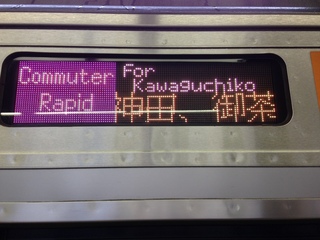 Commuter
Rapid
For
Kawaguchiko
神田、御茶